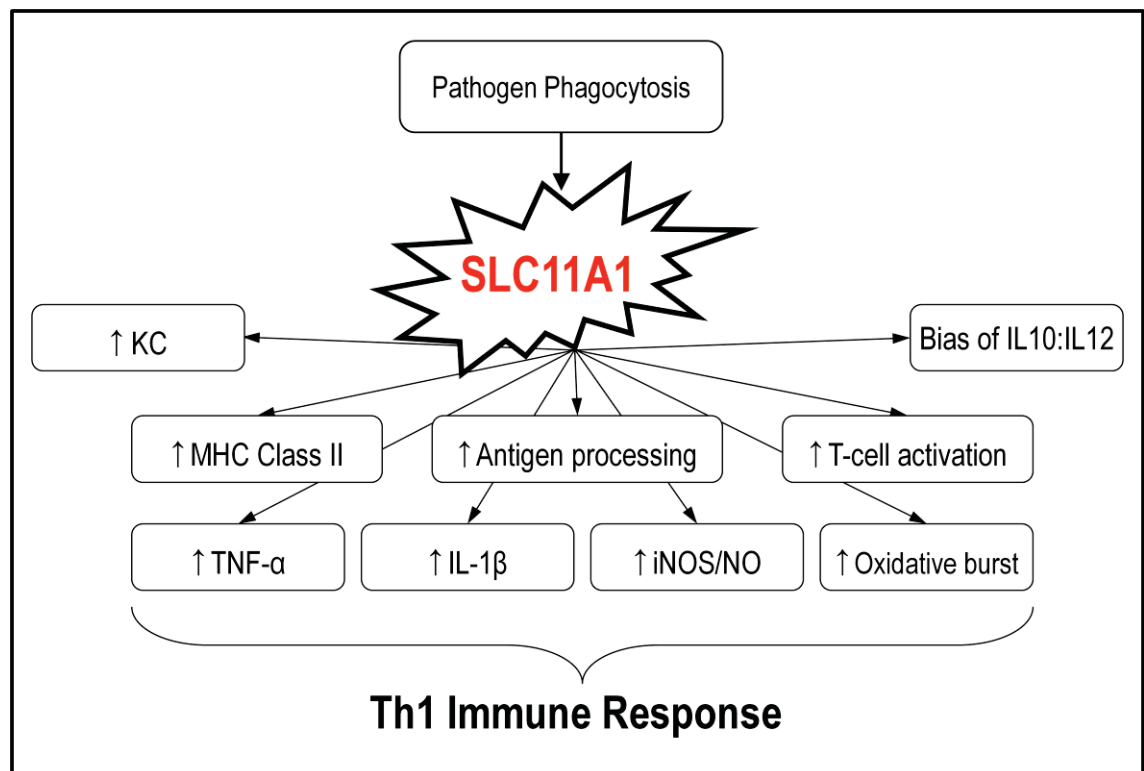 Pathogen Phagocytosis
SLC11A1
↑ KC
Bias of IL10:IL12
↑ MHC Class II
↑ Antigen processing
↑ T-cell activation
↑ TNF-α
↑ IL-1β
↑ iNOS/NO
↑ Oxidative burst
Th1 Immune Response